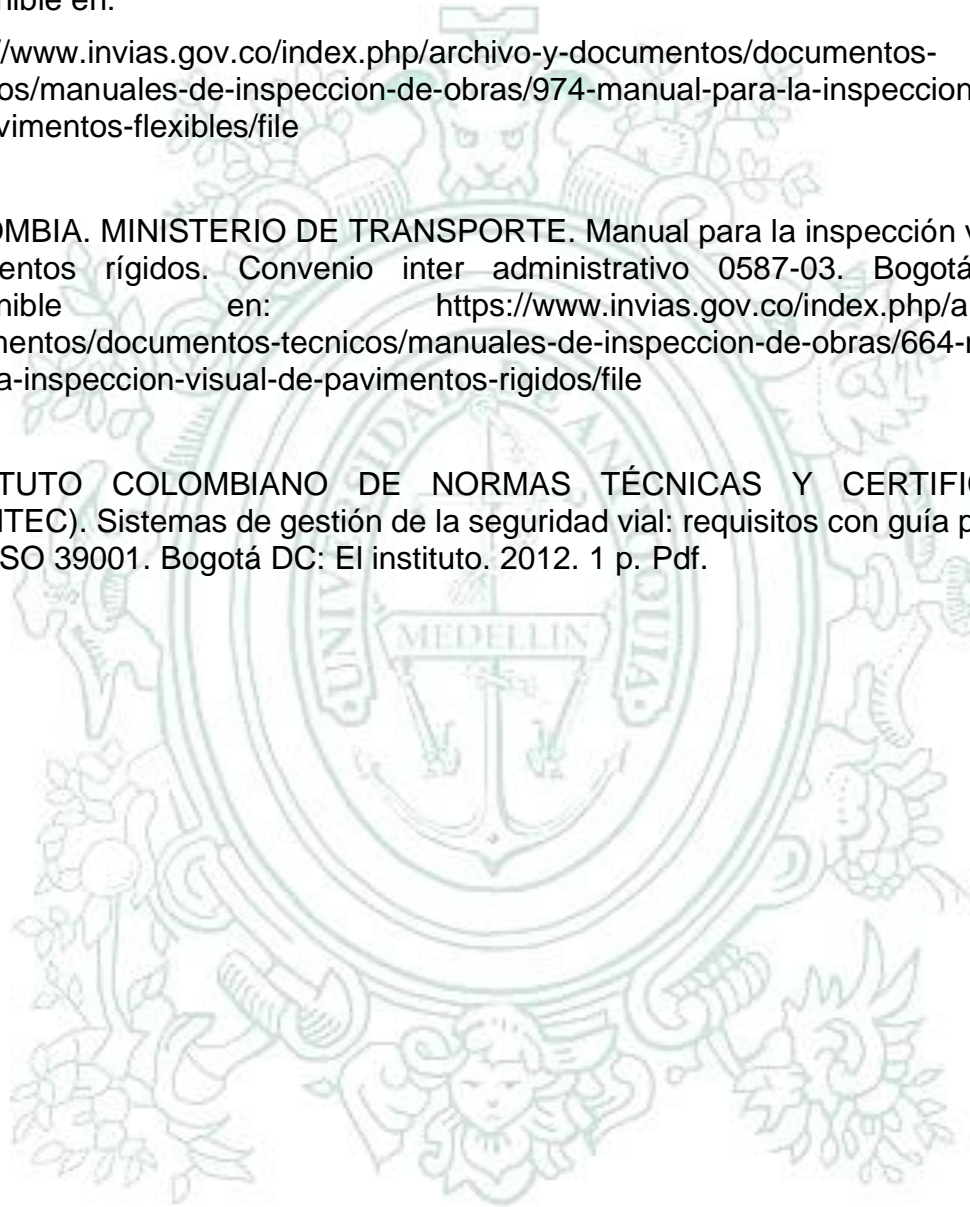 nible en:
//www.invias.gov.co/index.php/archivo-y-documentos/documentos-
os/manuales-de-inspeccion-de-obras/974-manual-para-la-inspeccion
vimentos-flexibles/file
OMBIA. MINISTERIO DE TRANSPORTE. Manual para la inspección v
entos rígidos. Convenio inter administrativo 0587-03. Bogotá
nible en: https://www.invias.gov.co/index.php/a
mentos/documentos-tecnicos/manuales-de-inspeccion-de-obras/664-
a-inspeccion-visual-de-pavimentos-rigidos/file
TUTO COLOMBIANO DE NORMAS TÉCNICAS Y CERTIFI
TEC). Sistemas de gestión de la seguridad vial: requisitos con guía p
SO 39001. Bogotá DC: El instituto. 2012. 1 p. Pdf.
MEDELLIN